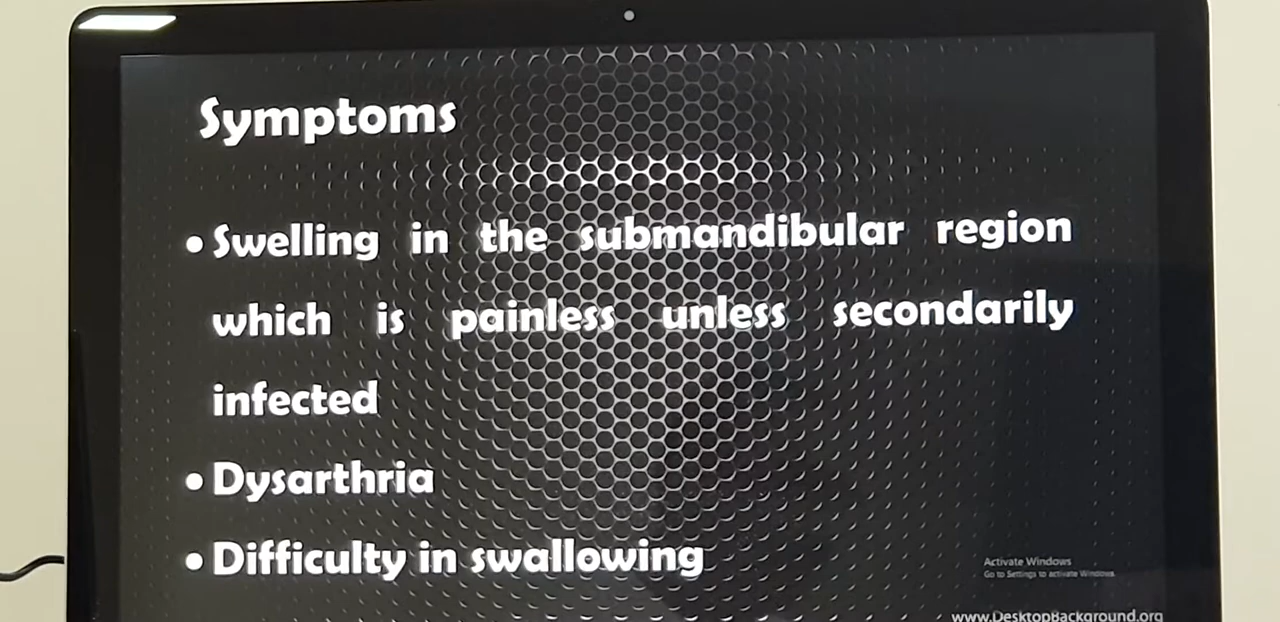 Symptoms
• Swelling in the submandibular region
which is painless unless secondarily
infected
• Dysarthria
• Difficulty in swallowing
Activate Windows
Go to Settings to activate Windows.
www.DesktopBackground.org